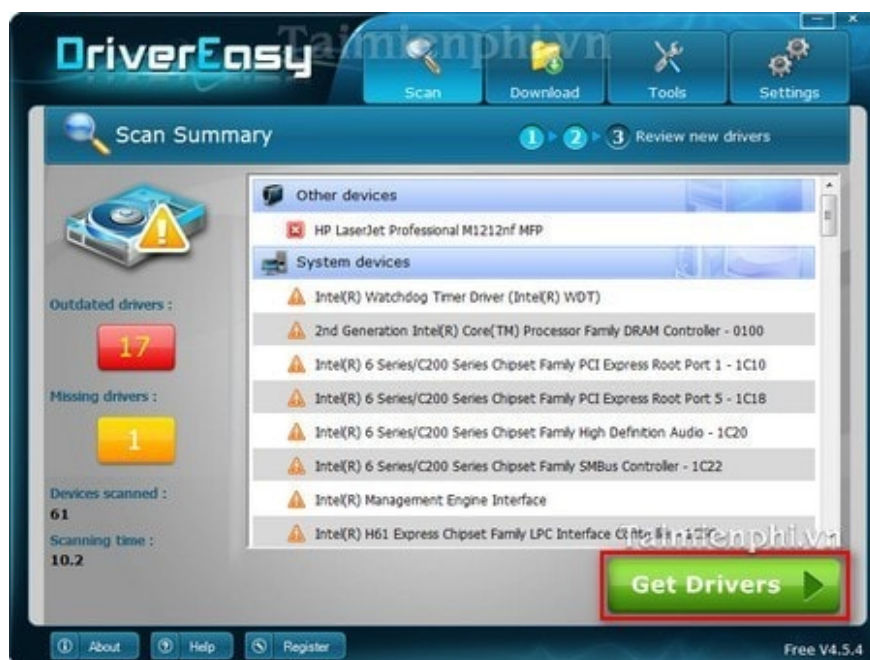 DriverEasy
Taimienphi.vn
Scan
Download
Tools
Settings
Scan Summary
1 2 3 Review new drivers
Other devices
HP LaserJet Professional M1212nf MFP
System devices
Intel(R) Watchdog Timer Driver (Intel(R) WDT)
2nd Generation Intel(R) Core(TM) Processor Family DRAM Controller - 0100
Intel(R) 6 Series/C200 Series Chipset Family PCI Express Root Port 1 - 1C10
Intel(R) 6 Series/C200 Series Chipset Family PCI Express Root Port 5 - 1C18
Intel(R) 6 Series/C200 Series Chipset Family High Definition Audio - 1C20
Intel(R) 6 Series/C200 Series Chipset Family SMBus Controller - 1C22
Intel(R) Management Engine Interface
Intel(R) H61 Express Chipset Family LPC Interface
Outdated drivers :
17
Missing drivers :
1
Devices scanned :
61
Scanning time :
10.2
Taimienphi.vn
Get Drivers
About
Help
Register
Free V4.5.4